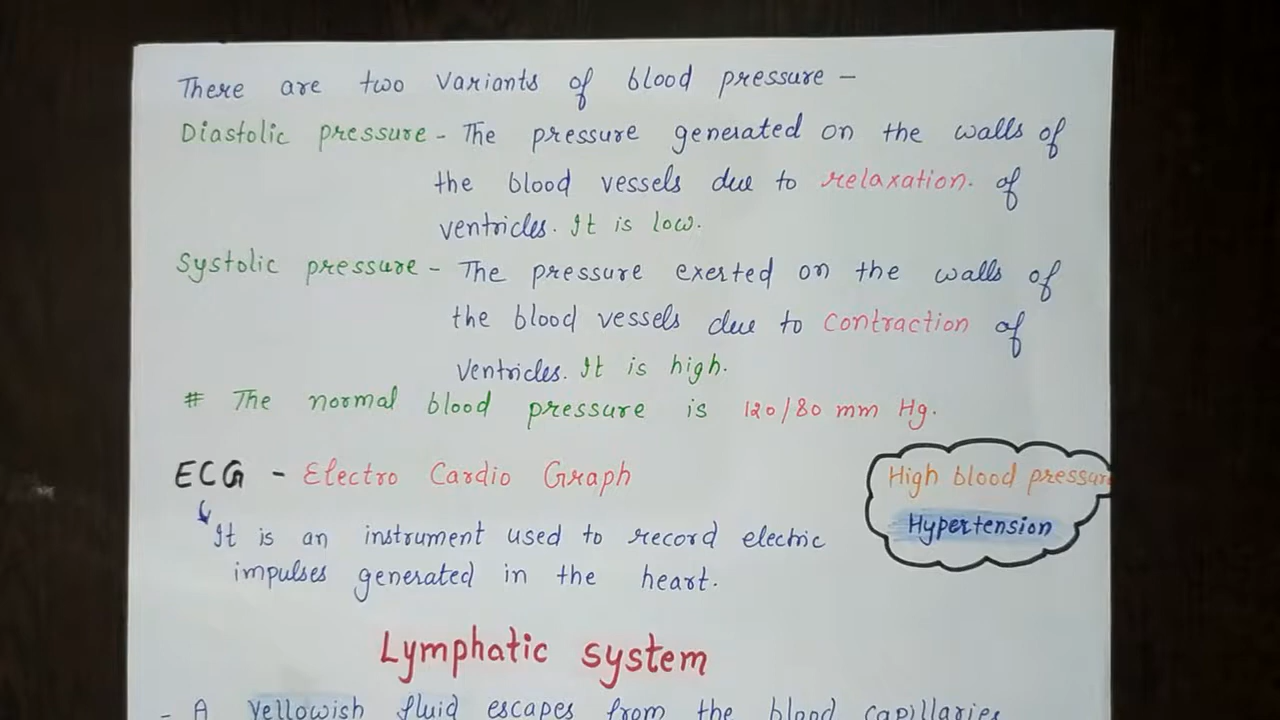 There are two variants of blood pressure –
Diastolic pressure - The pressure generated on the walls of
the blood vessels due to relaxation. of
ventricles. It is low.
Systolic pressure - The pressure exerted on the walls of
the blood vessels due to contraction of
ventricles. It is high.
# The normal blood pressure is 120/80 mm Hg.
ECG - Electro Cardio Graph
It is an instrument used to record electric
impulses generated in the heart.
High blood pressure
Hypertension
Lymphatic system
- A yellowish fluid escapes from the blood capillaries